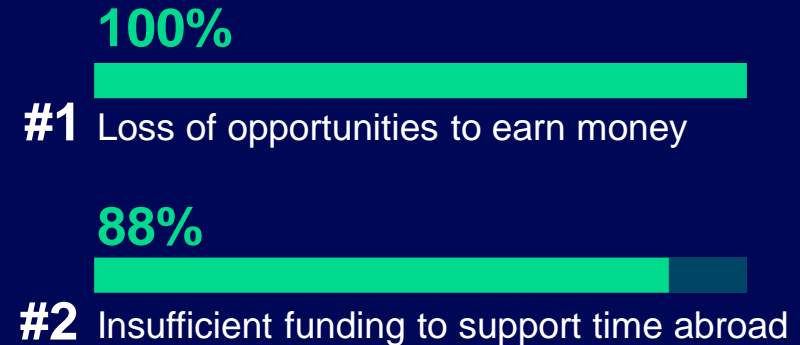 100%
#1 Loss of opportunities to earn money
88%
#2 Insufficient funding to support time abroad